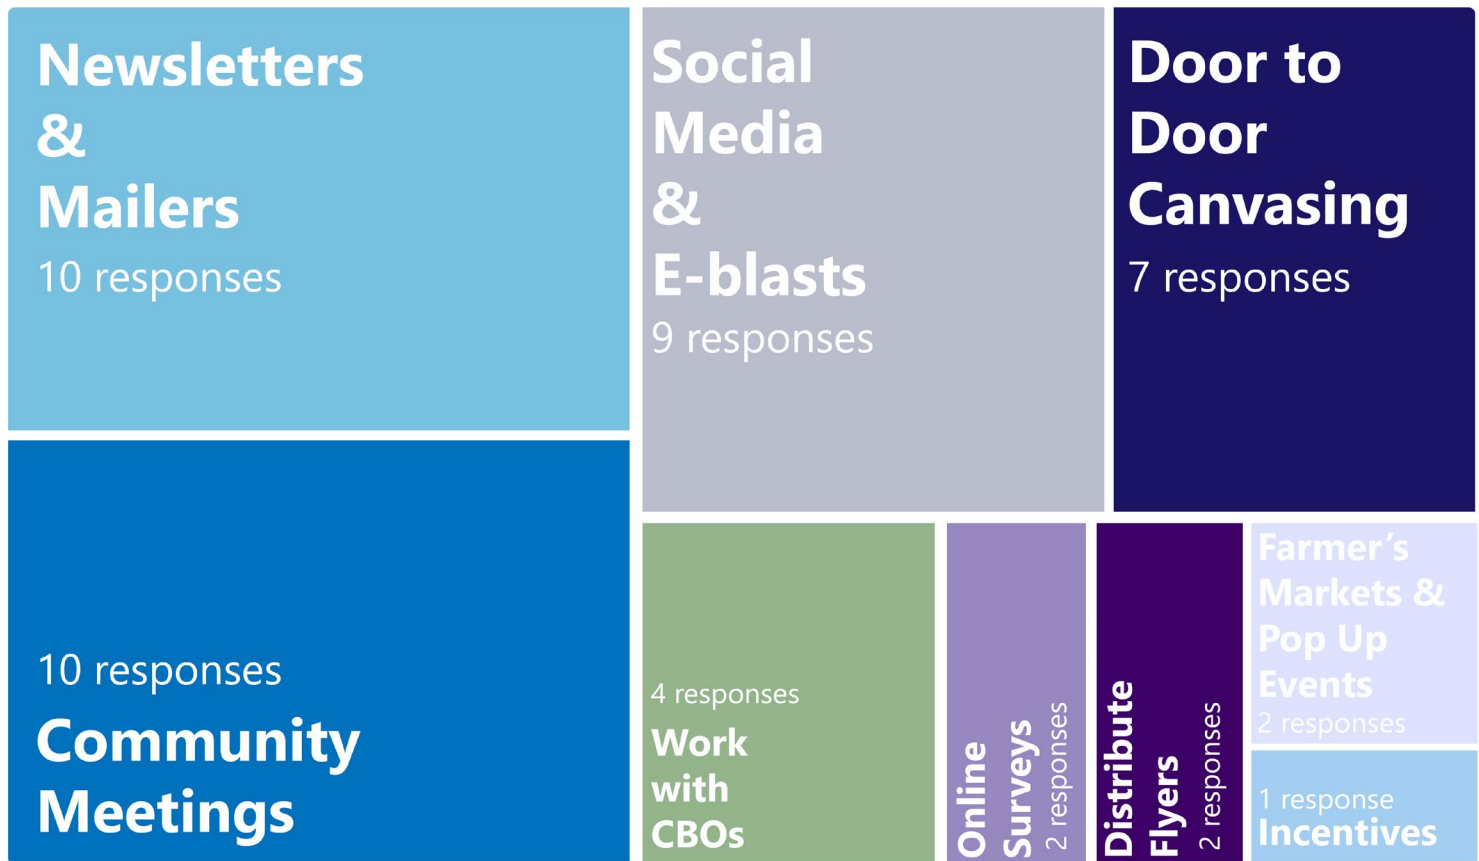 Newsletters
&
Mailers
10 responses
Social
Media
&
E-blasts
9 responses
Door to
Door
Canvasing
7 responses
10 responses
Community
Meetings
4 responses
Work
with
CBOs
Online
Surveys
2 responses
Distribute
Flyers
2 responses
Farmer’s
Markets &
Pop Up
Events
2 responses
1 response
Incentives